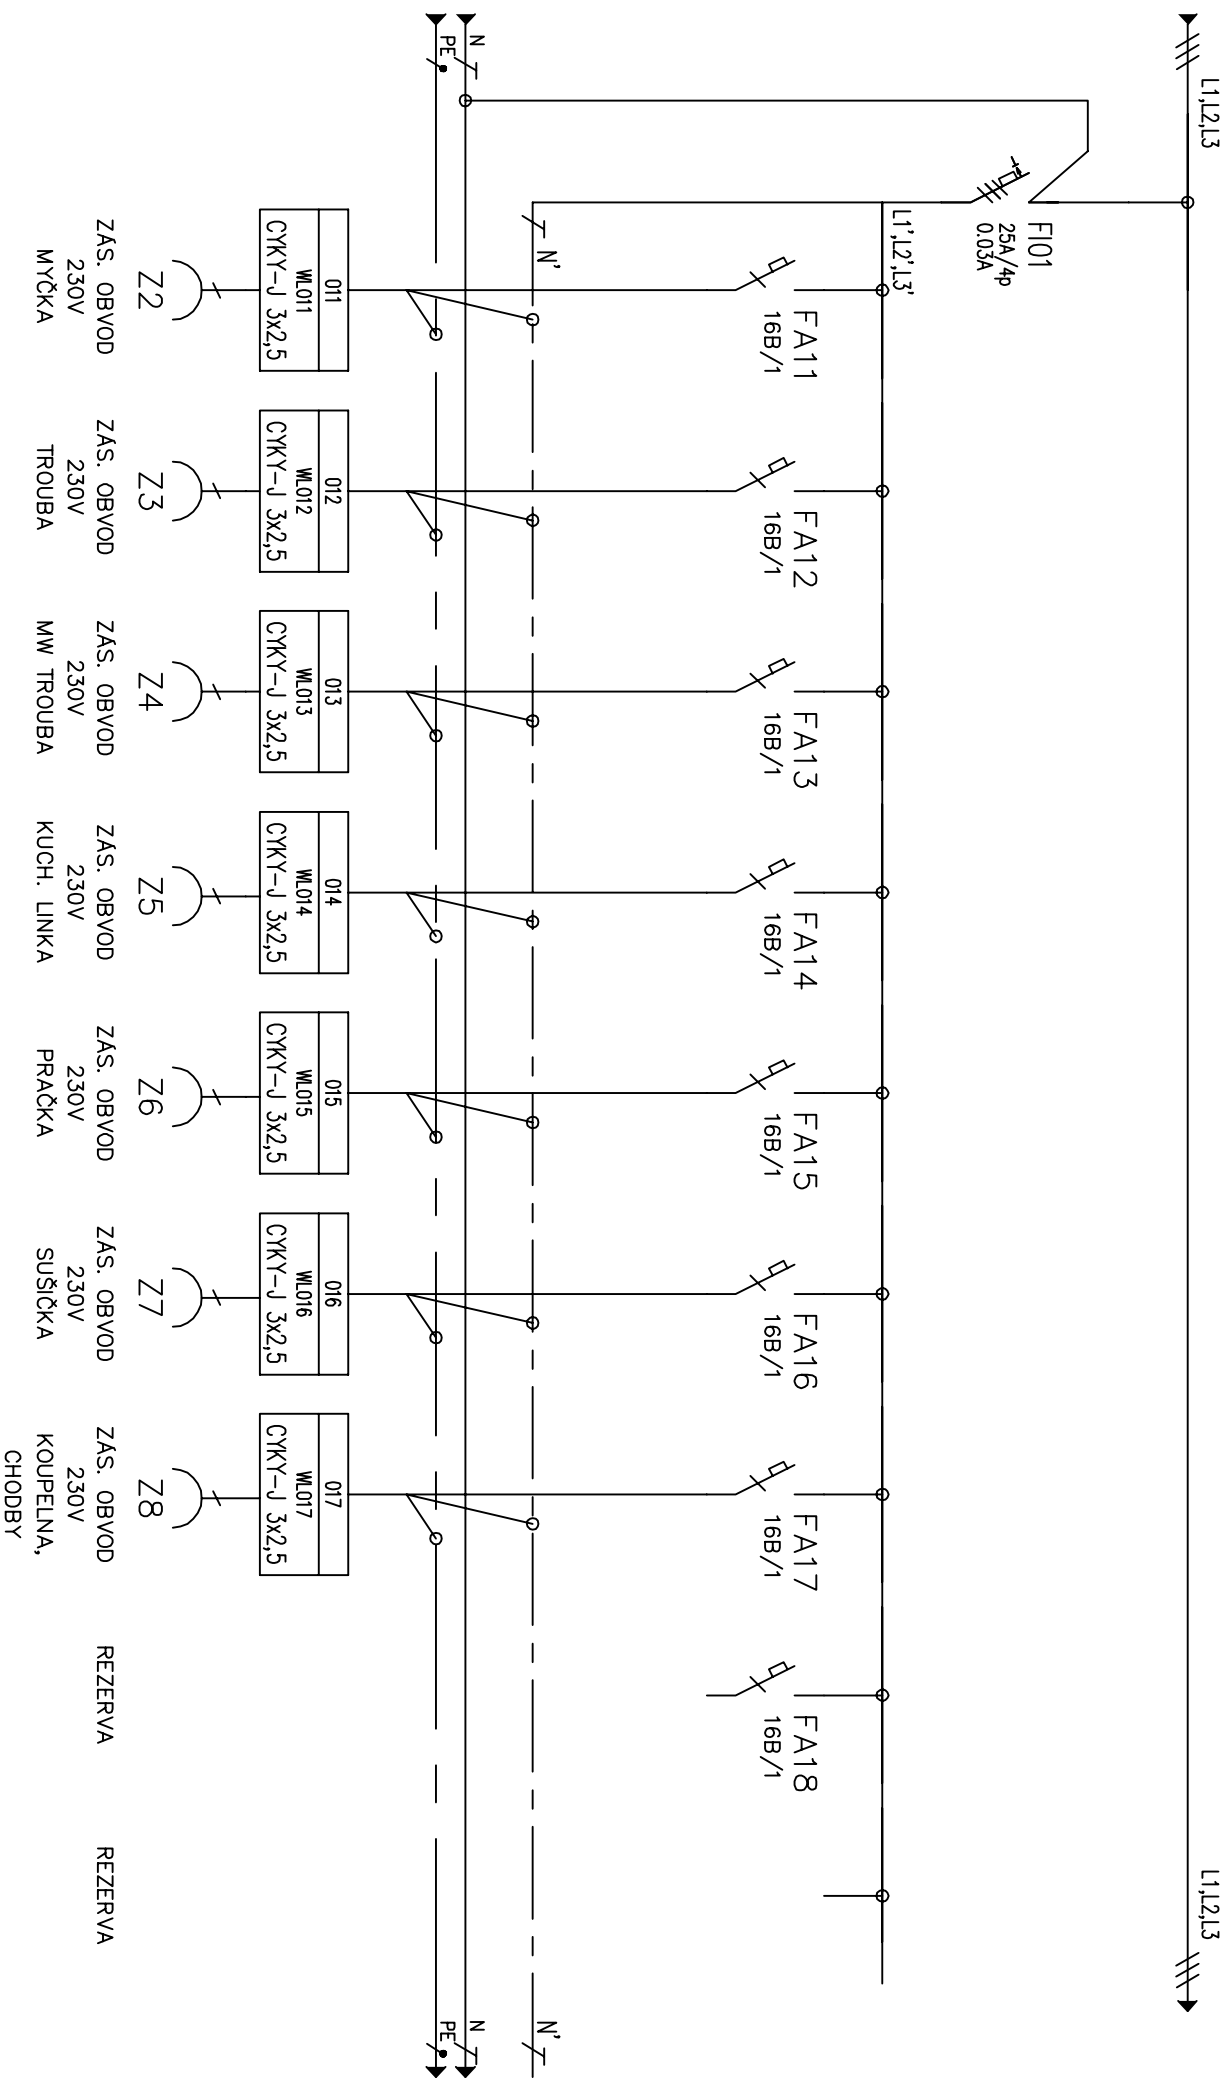 L1,L2,L3
L1,L2,L3
FI01
25A/4p
0.03A
L1',L2',L3'
FA11
16B/1
FA12
16B/1
FA13
16B/1
FA14
16B/1
FA15
16B/1
FA16
16B/1
FA17
16B/1
FA18
16B/1
N'
N'
N
N
PE
PE
011
WL011
CYKY-J 3x2,5
012
WL012
CYKY-J 3x2,5
013
WL013
CYKY-J 3x2,5
014
WL014
CYKY-J 3x2,5
015
WL015
CYKY-J 3x2,5
016
WL016
CYKY-J 3x2,5
017
WL017
CYKY-J 3x2,5
Z2
ZÁS. OBVOD
230V
MYČKA
Z3
ZÁS. OBVOD
230V
TROUBA
Z4
ZÁS. OBVOD
230V
MW TROUBA
Z5
ZÁS. OBVOD
230V
KUCH. LINKA
Z6
ZÁS. OBVOD
230V
PRAČKA
Z7
ZÁS. OBVOD
230V
SUŠIČKA
Z8
ZÁS. OBVOD
230V
KOUPELNA,
CHODBY
REZERVA
REZERVA